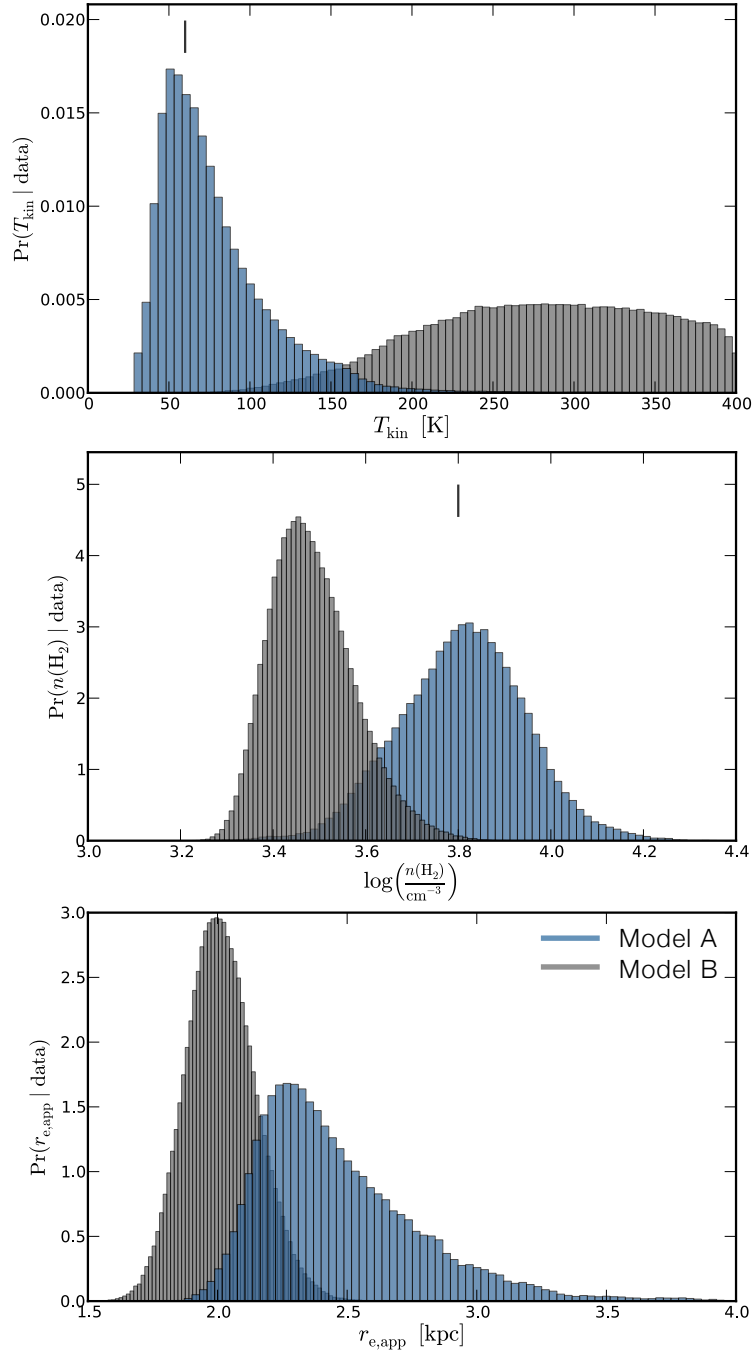 0.020
0.015
0.010
0.005
0.000
Pr(T_kin | data)
0 50 100 150 200 250 300 350 400
T_kin [K]
5
4
3
2
1
0
Pr(n(H₂) | data)
3.0 3.2 3.4 3.6 3.8 4.0 4.2 4.4
log(n(H₂)/cm⁻³)
3.0
2.5
2.0
1.5
1.0
0.5
0.0
Pr(r_e,app | data)
Model A
Model B
1.5 2.0 2.5 3.0 3.5 4.0
r_e,app [kpc]